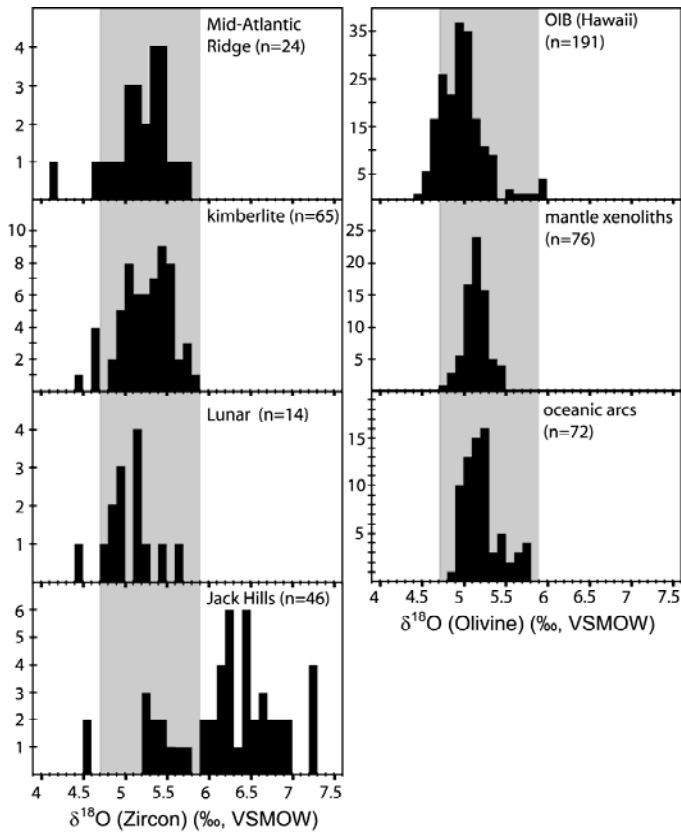 Mid-Atlantic
Ridge (n=24)
4
3
2
1
kimberlite (n=65)
10
8
6
4
2
Lunar (n=14)
4
3
2
1
Jack Hills (n=46)
6
5
4
3
2
1
4 4.5 5 5.5 6 6.5 7 7.5
δ18O (Zircon) (‰, VSMOW)
OIB (Hawaii)
(n=191)
35
25
15
5
mantle xenoliths
(n=76)
25
20
15
10
5
oceanic arcs
(n=72)
15
10
5
4 4.5 5 5.5 6 6.5 7 7.5
δ18O (Olivine) (‰, VSMOW)